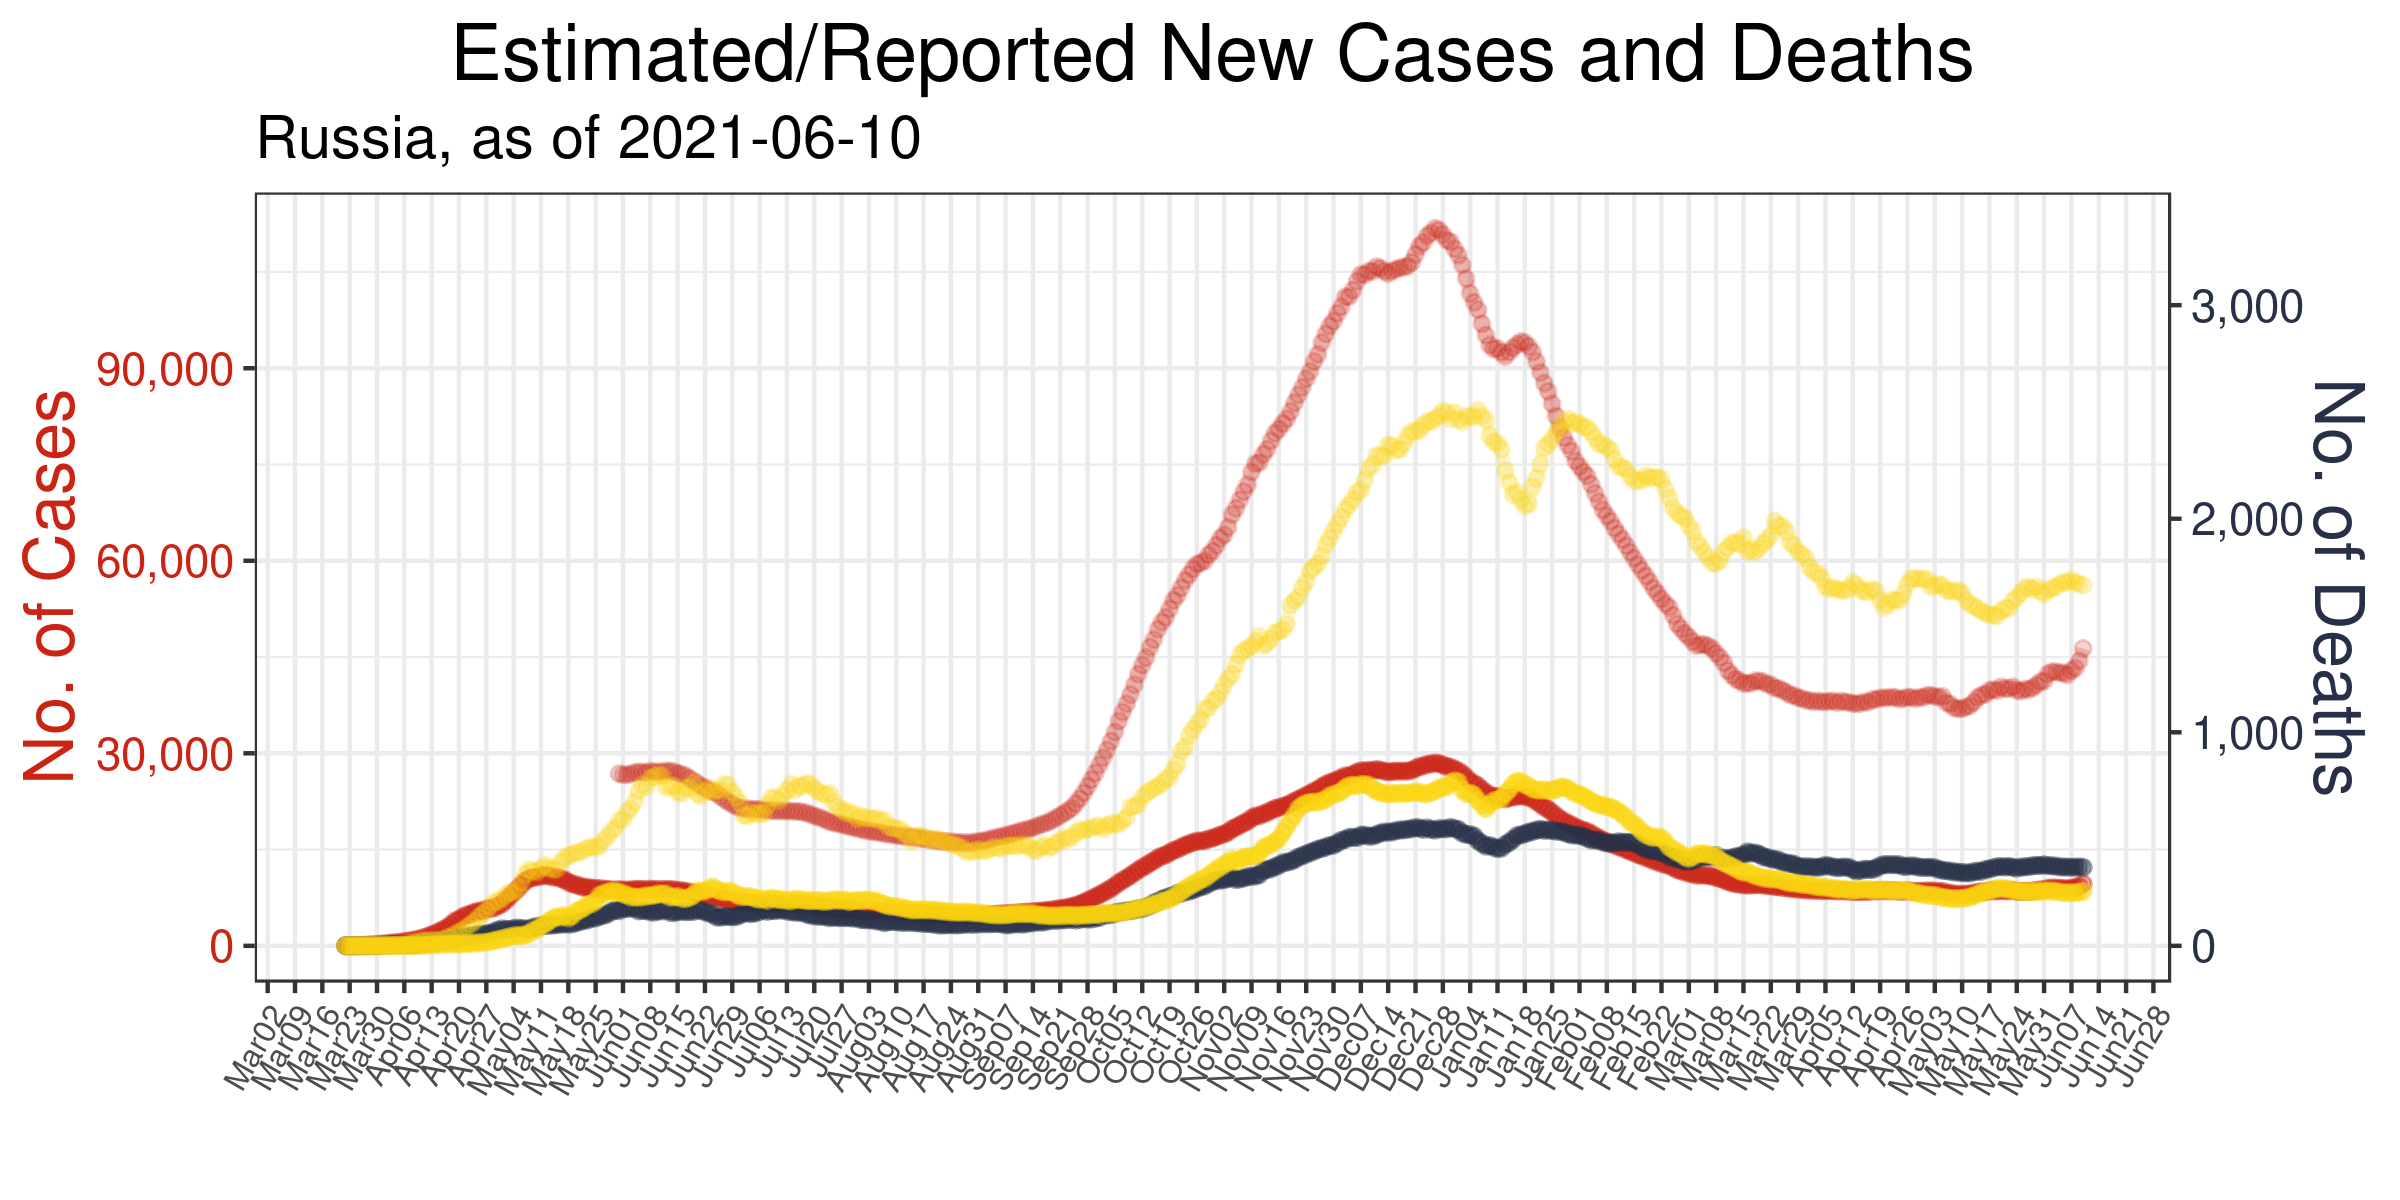 Estimated/Reported New Cases and Deaths
Russia, as of 2021-06-10
No. of Cases
90,000
60,000
30,000
0
3,000
2,000
1,000
0
No. of Deaths
Mar02
Mar09
Mar16
Mar23
Mar30
Apr06
Apr13
Apr20
Apr27
May04
May11
May18
May25
Jun01
Jun08
Jun15
Jun22
Jun29
Jul06
Jul13
Jul20
Jul27
Aug03
Aug10
Aug17
Aug24
Aug31
Sep07
Sep14
Sep21
Sep28
Oct05
Oct12
Oct19
Oct26
Nov02
Nov09
Nov16
Nov23
Nov30
Dec07
Dec14
Dec21
Dec28
Jan04
Jan11
Jan18
Jan25
Feb01
Feb08
Feb15
Feb22
Mar01
Mar08
Mar15
Mar22
Mar29
Apr05
Apr12
Apr19
Apr26
May03
May10
May17
May24
May31
Jun07
Jun14
Jun21
Jun28